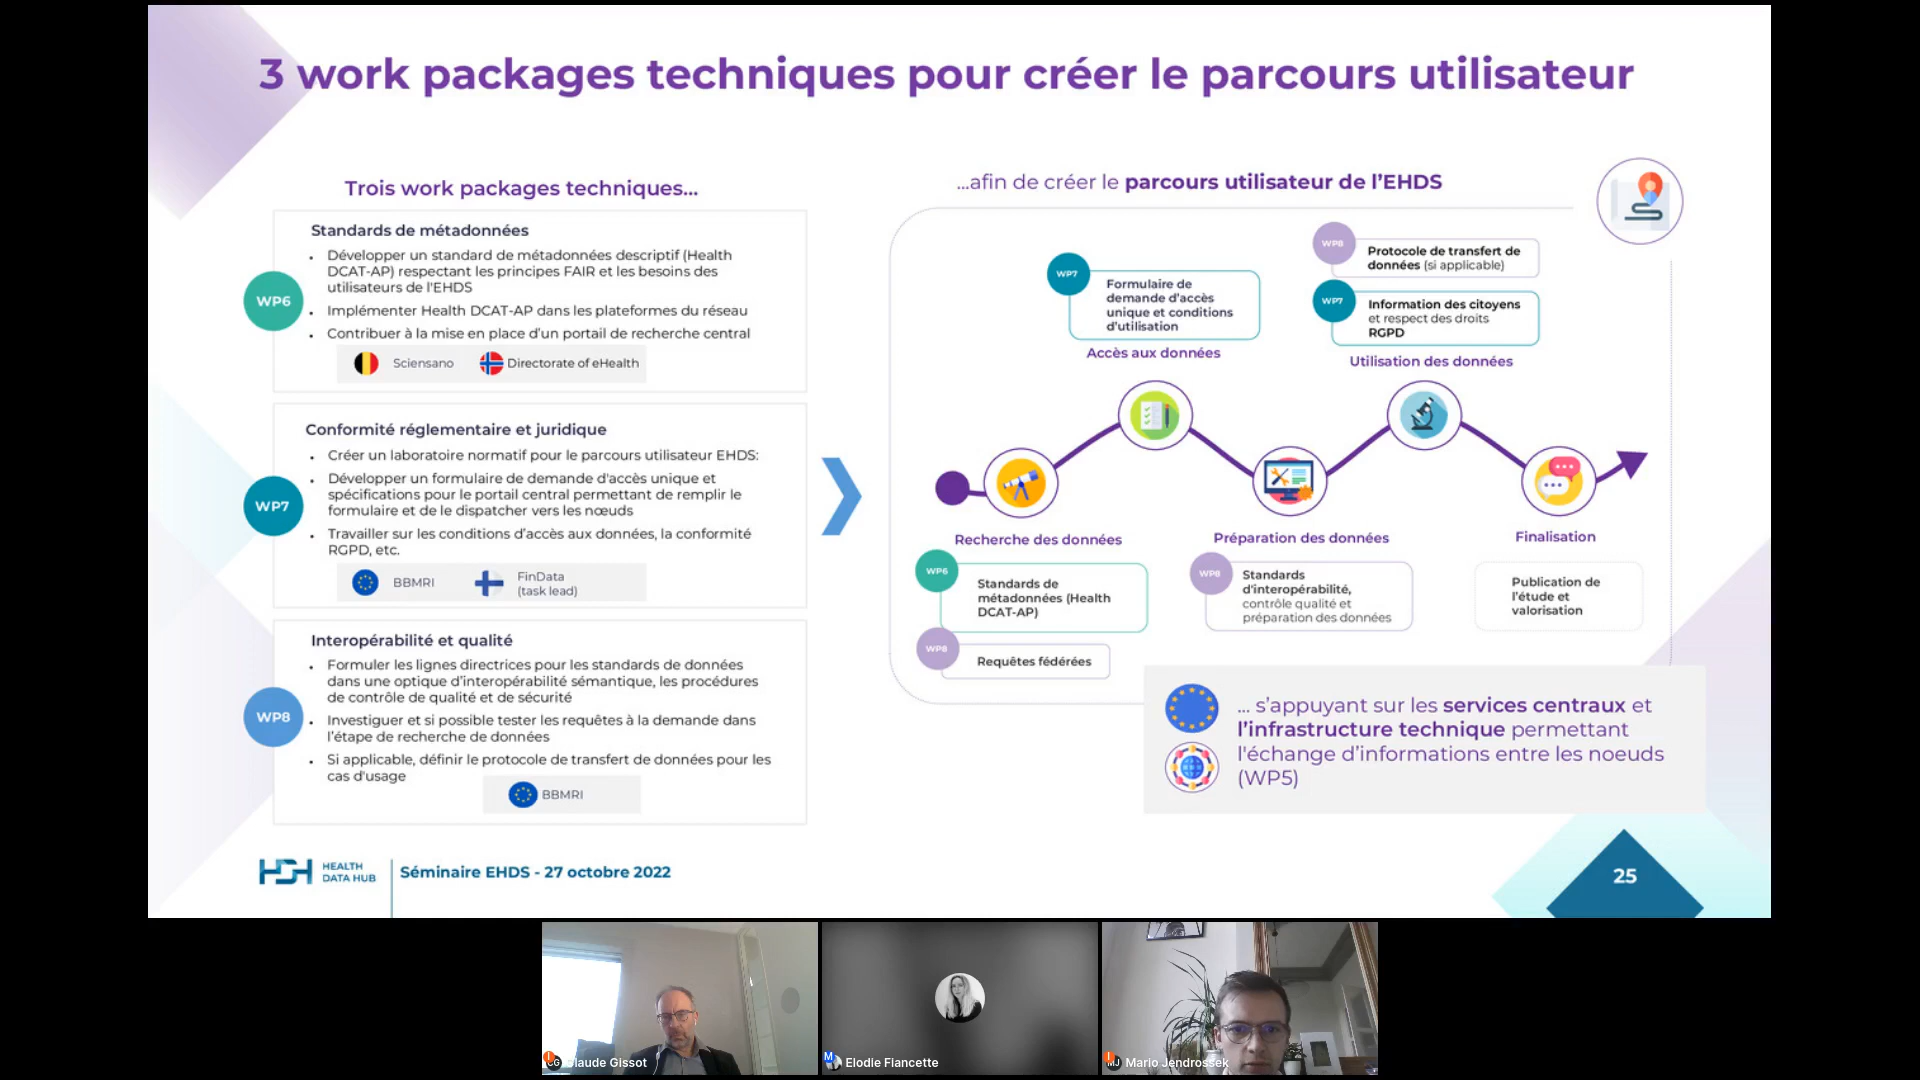 3 work packages techniques pour créer le parcours utilisateur
Trois work packages techniques...
WP6
Standards de métadonnées
Développer un standard de métadonnées descriptif (Health
DCAT-AP) respectant les principes FAIR et les besoins des
utilisateurs de l'EHDS
Implémenter Health DCAT-AP dans les plateformes du réseau
Contribuer à la mise en place d'un portail de recherche central
Sciensano
Directorate of eHealth
WP7
Conformité réglementaire et juridique
Créer un laboratoire normatif pour le parcours utilisateur EHDS:
Développer un formulaire de demande d'accès unique et
spécifications pour le portail central permettant de remplir le
formulaire et de le dispatcher vers les nœuds
Travailler sur les conditions d'accès aux données, la conformité
RGPD, etc.
BBMRI
FinData
(task lead)
WP8
Interopérabilité et qualité
Formuler les lignes directrices pour les standards de données
dans une optique d'interopérabilité sémantique, les procédures
de contrôle de qualité et de sécurité
Investiguer et si possible tester les requêtes à la demande dans
l'étape de recherche de données
Si applicable, définir le protocole de transfert de données pour les
cas d'usage
BBMRI
...afin de créer le parcours utilisateur de l'EHDS
WP7
Formulaire de
demande d'accès
unique et conditions
d'utilisation
Accès aux données
WP8
Protocole de transfert de
données (si applicable)
WP7
Information des citoyens
et respect des droits
RGPD
Utilisation des données
Recherche des données
WP6
Standards de
métadonnées (Health
DCAT-AP)
WP8
Requêtes fédérées
Préparation des données
WP8
Standards
d'interopérabilité,
contrôle qualité et
préparation des données
Finalisation
Publication de
l'étude et
valorisation
... s'appuyant sur les services centraux et
l'infrastructure technique permettant
l'échange d'informations entre les noeuds
(WP5)
HDH
HEALTH
DATA HUB
Séminaire EHDS - 27 octobre 2022
25
CG
laude Gissot
M
Elodie Fiancette
MJ
Mario Jendrossek